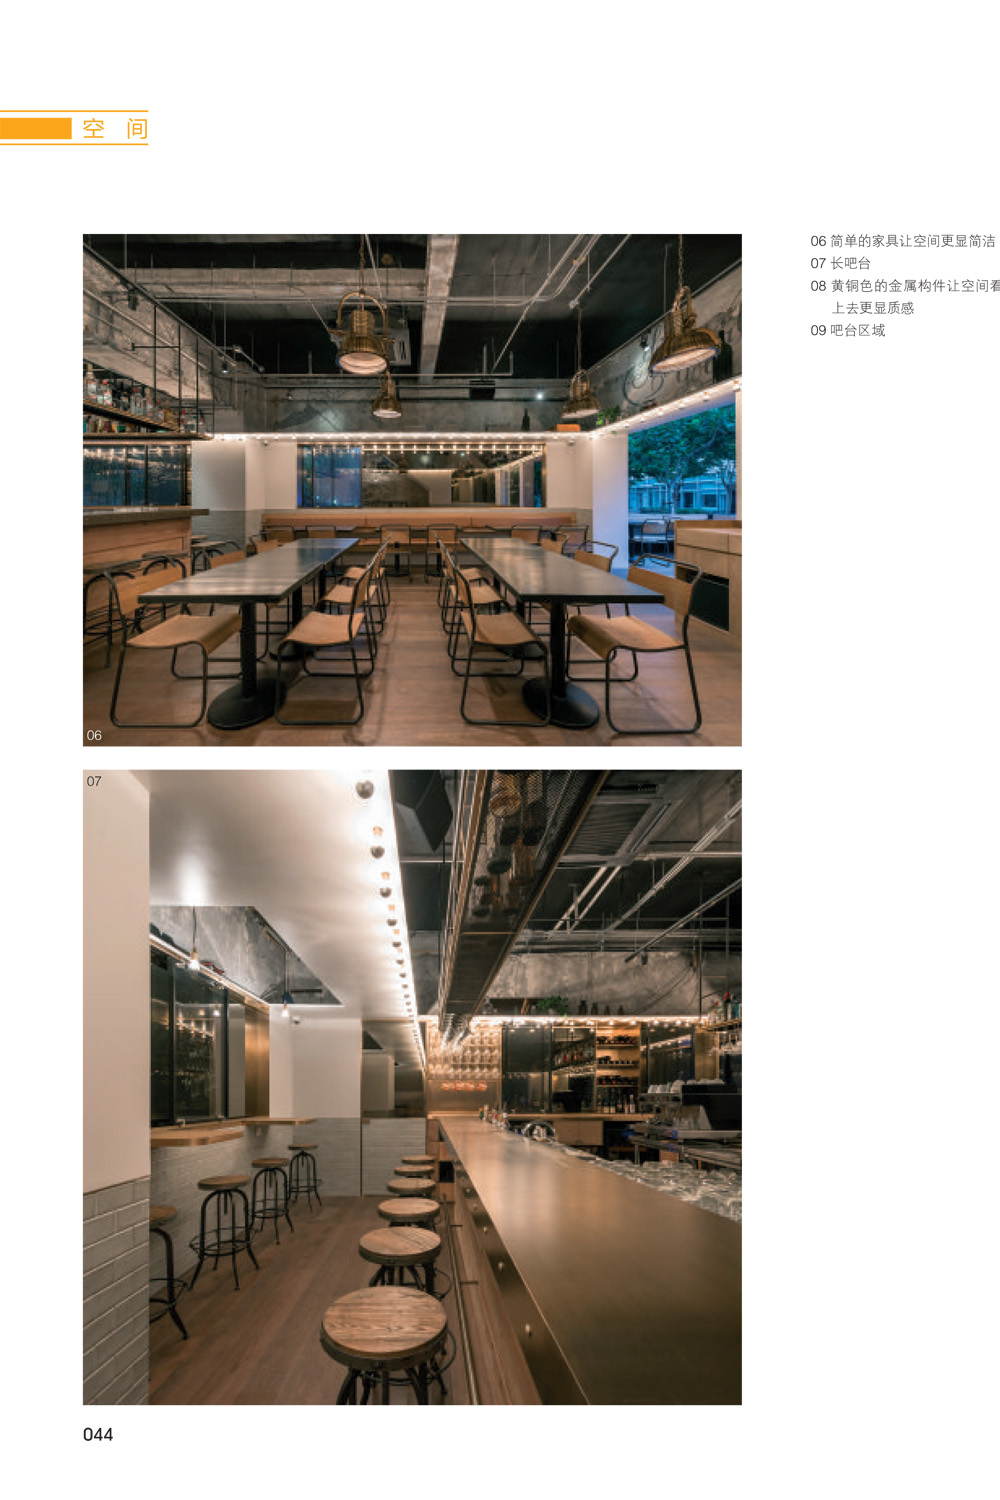 空 间
06 简单的家具让空间更显简洁
07 长吧台
08 黄铜色的金属构件让空间看
上去更显质感
09 吧台区域
06
07
044